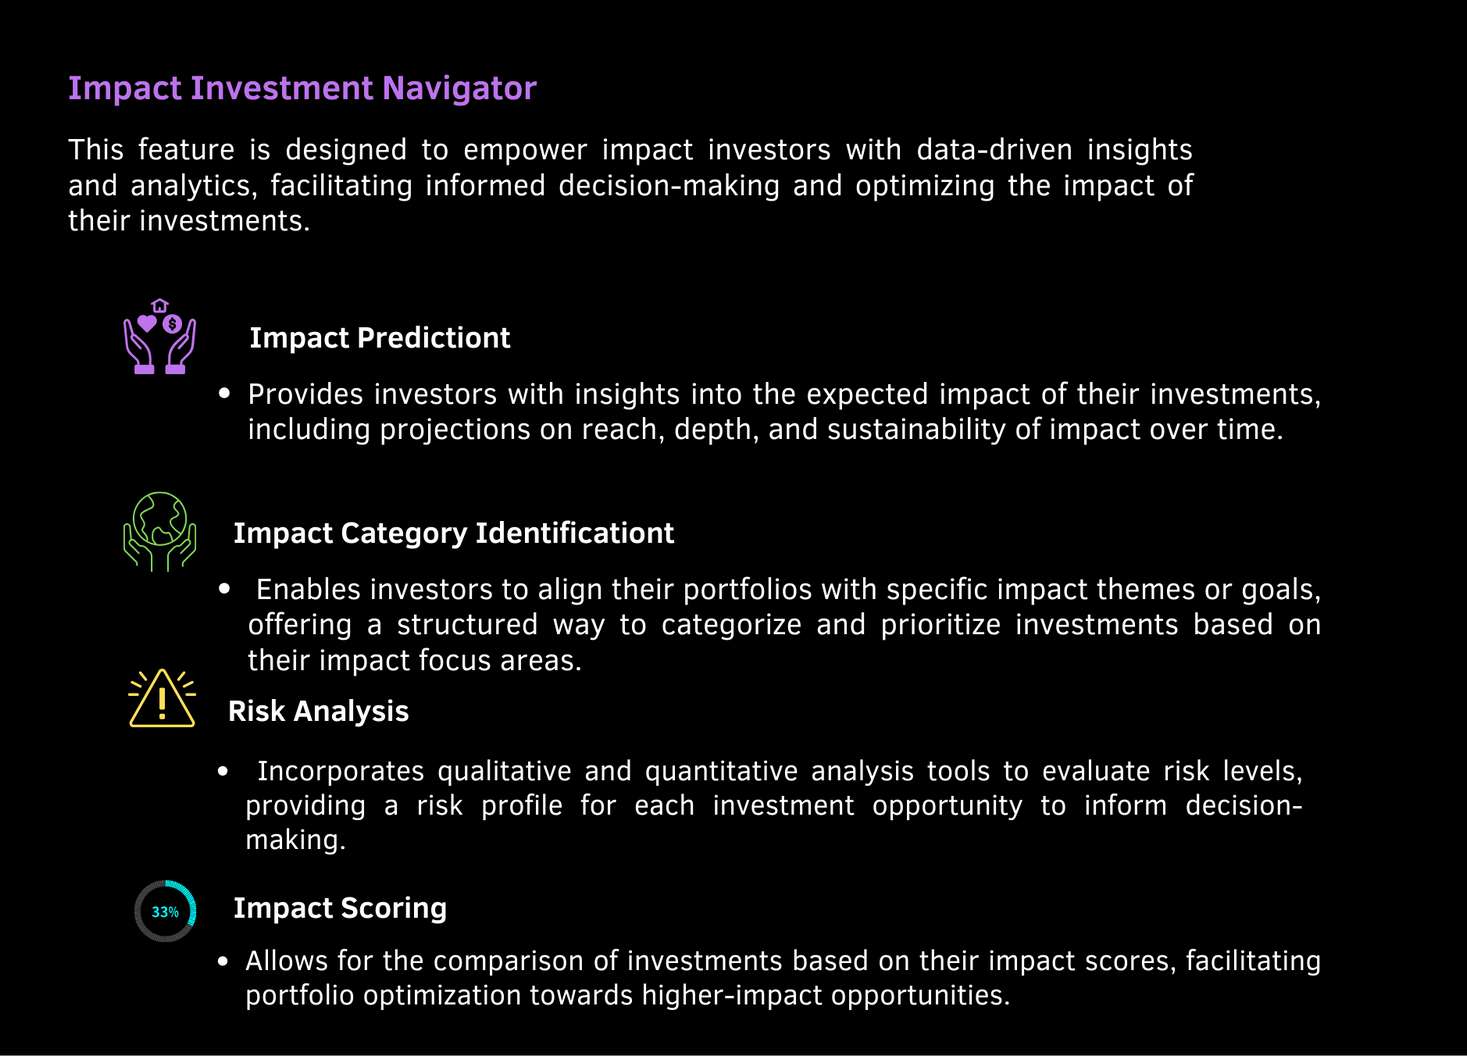 Impact Investment Navigator
This feature is designed to empower impact investors with data-driven insights
and analytics, facilitating informed decision-making and optimizing the impact of
their investments.
Impact Predictiont
• Provides investors with insights into the expected impact of their investments,
including projections on reach, depth, and sustainability of impact over time.
Impact Category Identificationt
• Enables investors to align their portfolios with specific impact themes or goals,
offering a structured way to categorize and prioritize investments based on
their impact focus areas.
Risk Analysis
• Incorporates qualitative and quantitative analysis tools to evaluate risk levels,
providing a risk profile for each investment opportunity to inform decision-
making.
33%
Impact Scoring
• Allows for the comparison of investments based on their impact scores, facilitating
portfolio optimization towards higher-impact opportunities.